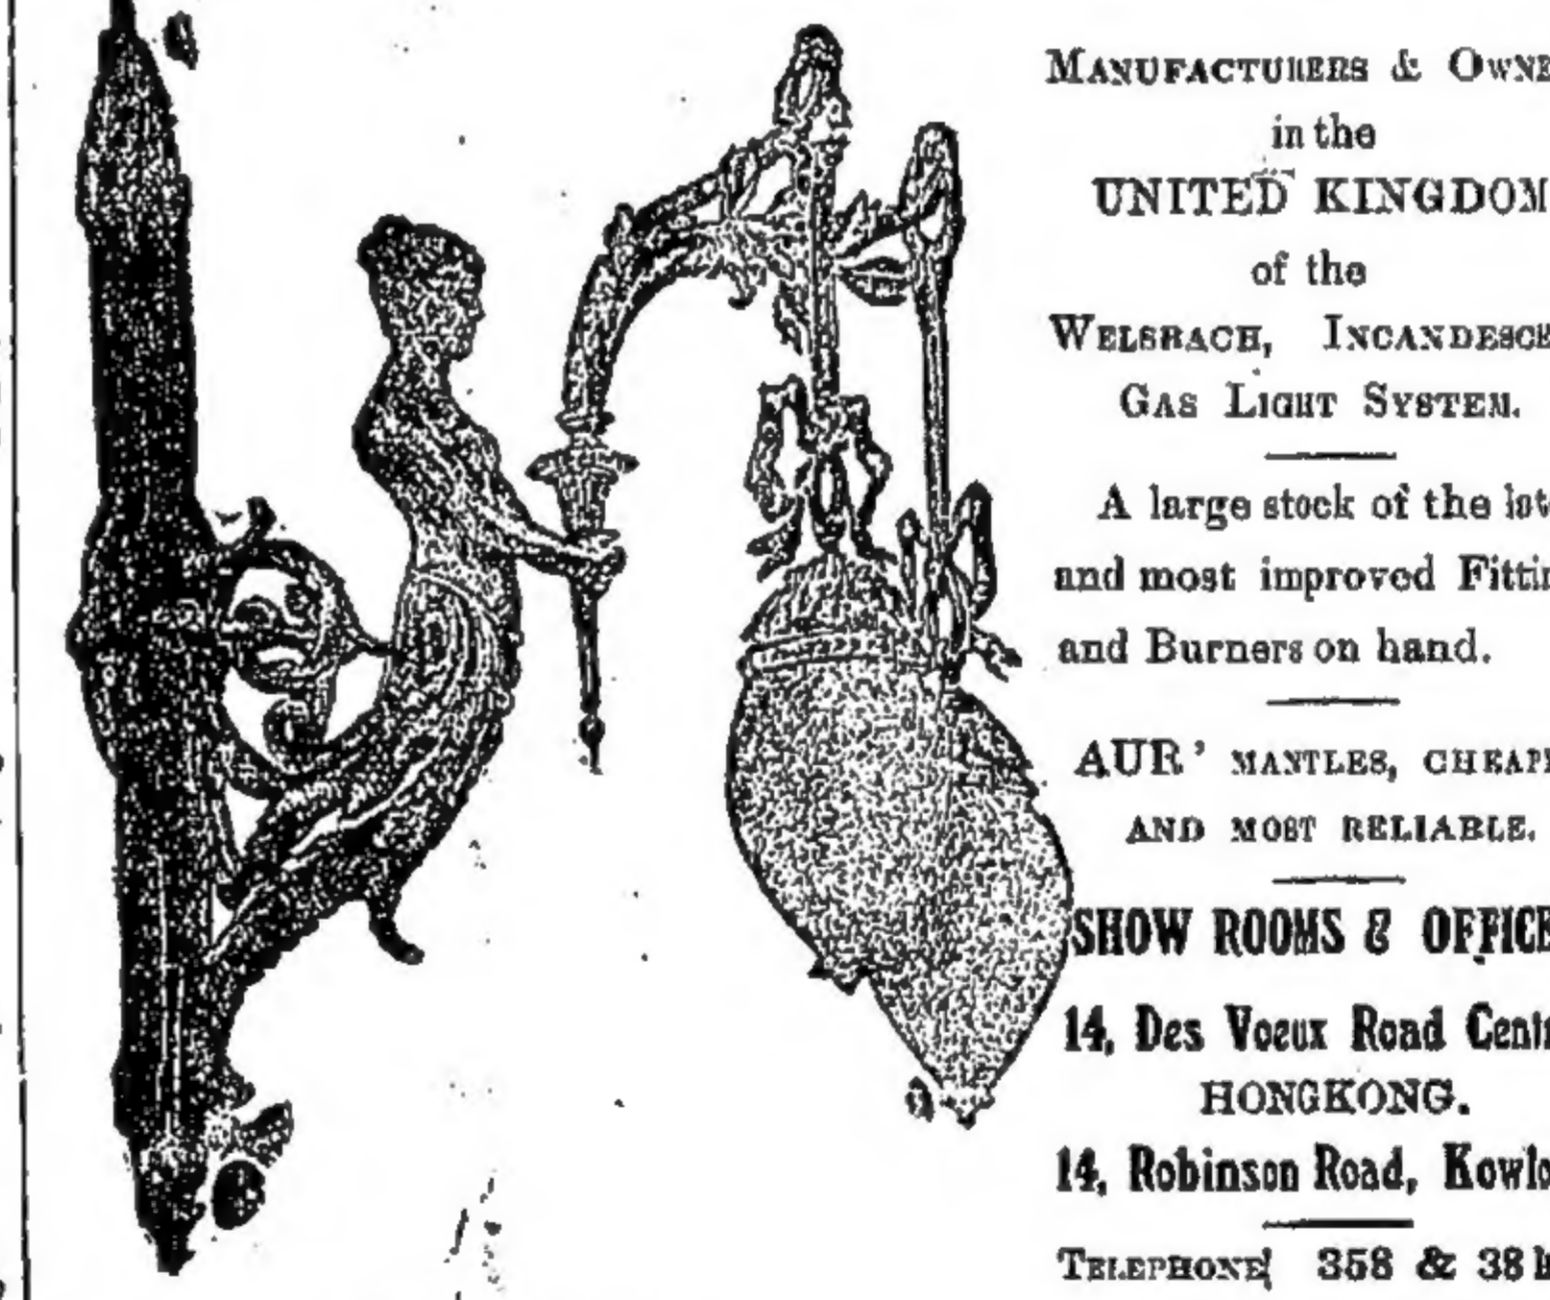 MANUFACTURERS & OWNE
in the
UNITED KINGDOM
of the
WELSBACH, INCANDESCE
GAS LIGHT SYSTEM.
A large stock of the lat
and most improved Fittin
and Burners on hand.
AUR' MANTLES, CHEAP
AND MOST RELIABLE.
SHOW ROOMS & OFFICE
14, Des Voeux Road Centr
HONGKONG.
14, Robinson Road, Kowlo
TELEPHONE 358 & 38